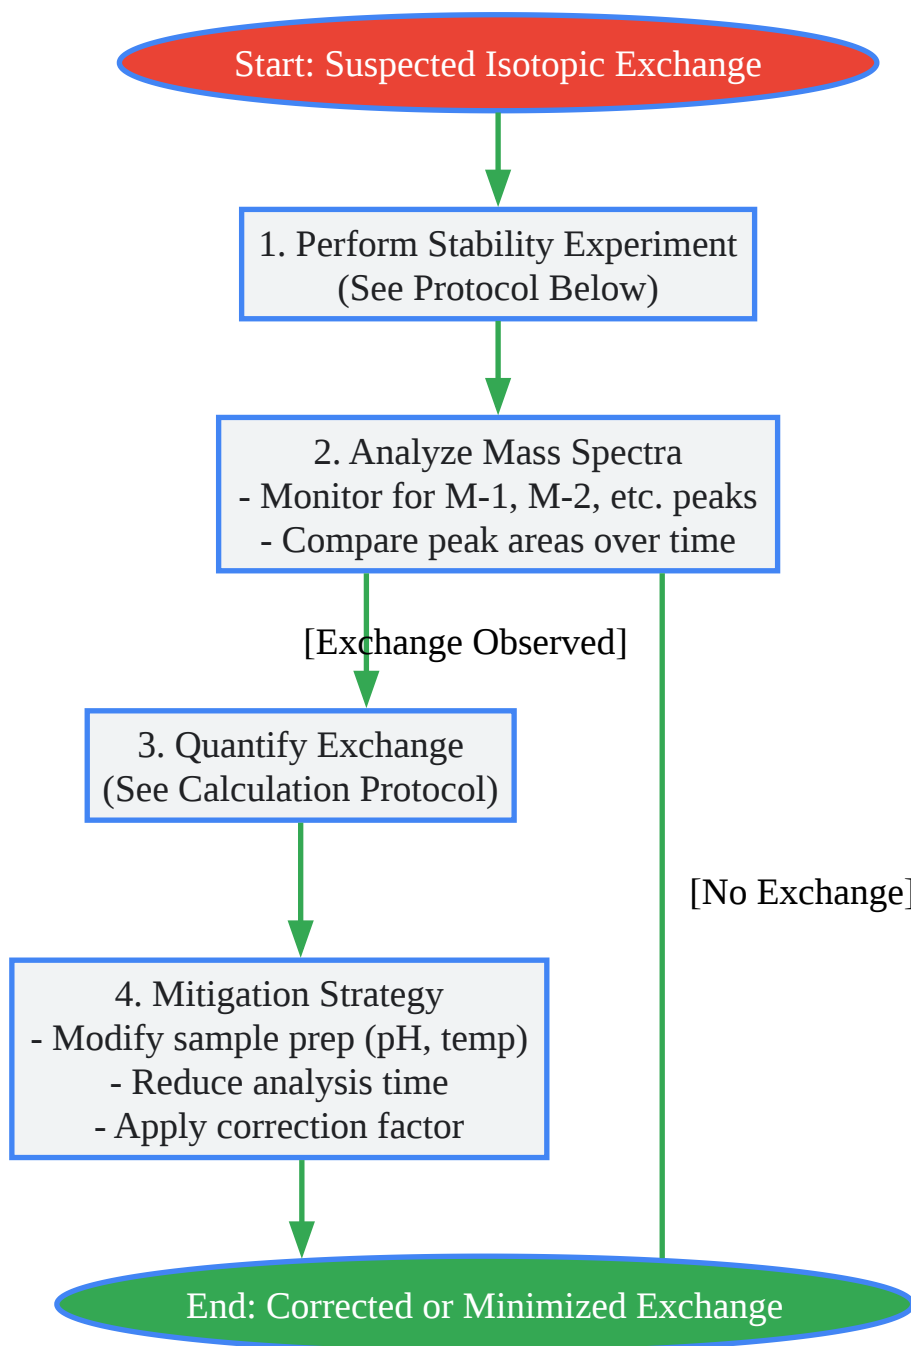 Start: Suspected Isotopic Exchange
1. Perform Stability Experiment
(See Protocol Below)
2. Analyze Mass Spectra
- Monitor for M-1, M-2, etc. peaks
- Compare peak areas over time
[Exchange Observed]
3. Quantify Exchange
(See Calculation Protocol)
[No Exchange]
4. Mitigation Strategy
- Modify sample prep (pH, temp)
- Reduce analysis time
- Apply correction factor
End: Corrected or Minimized Exchange